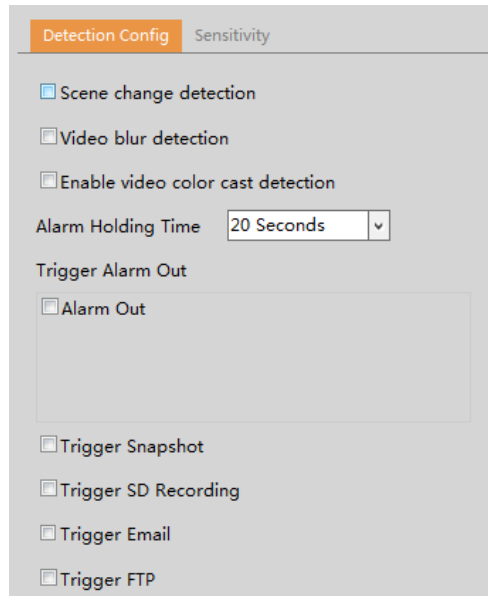 Detection Config Sensitivity
Scene change detection
Video blur detection
Enable video color cast detection
Alarm Holding Time 20 Seconds
Trigger Alarm Out
Alarm Out
Trigger Snapshot
Trigger SD Recording
Trigger Email
Trigger FTP